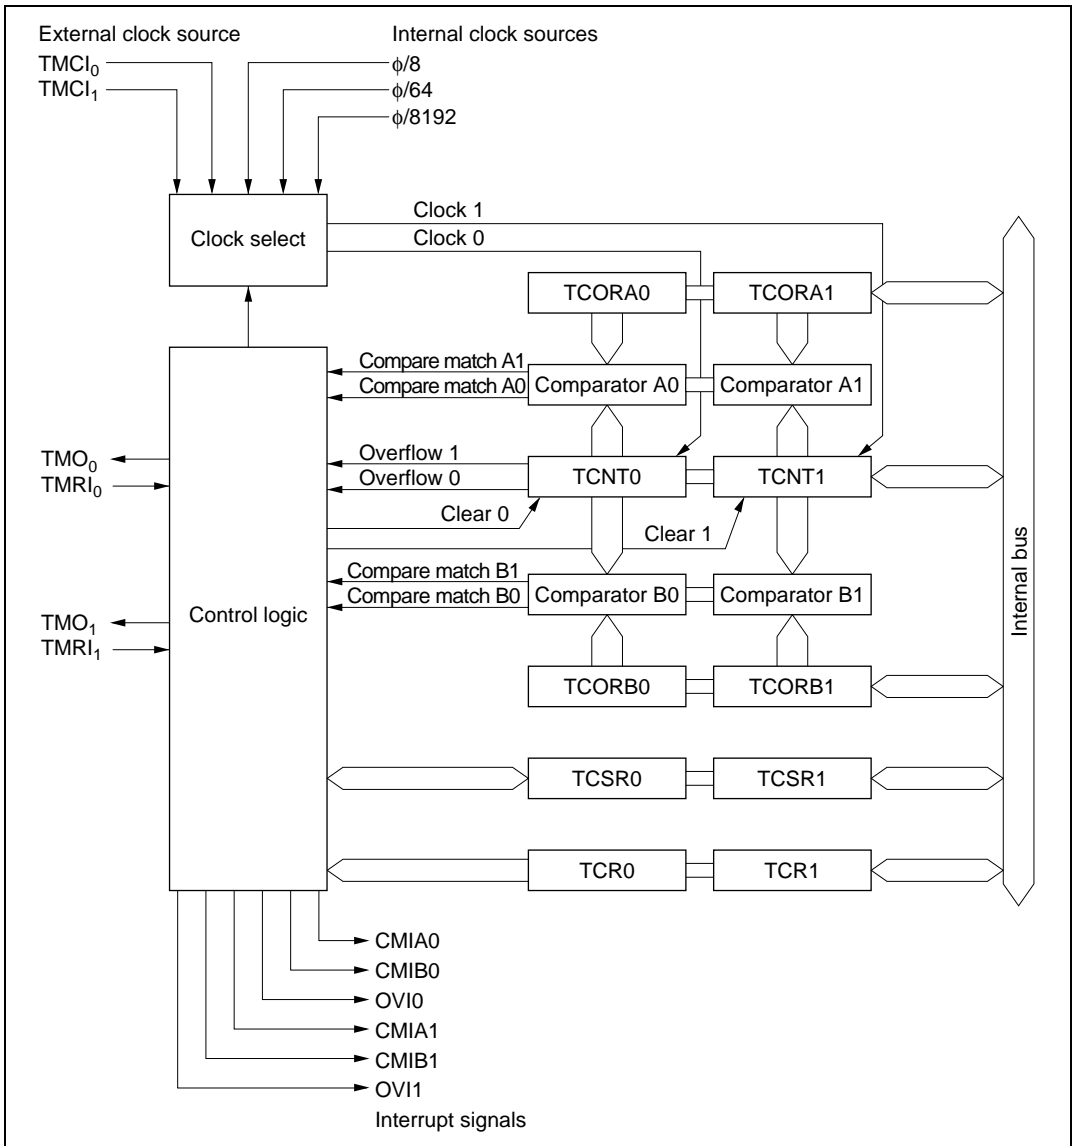 External clock source
Internal clock sources
TMCI₀
ϕ/8
TMCI₁
ϕ/64
ϕ/8192
Clock select
Clock 1
Clock 0
TCORA0
TCORA1
Compare match A1
Compare match A0
Comparator A0
Comparator A1
TMO₀
TMRI₀
Overflow 1
Overflow 0
TCNT0
TCNT1
Clear 0
Clear 1
Internal bus
Compare match B1
Compare match B0
Comparator B0
Comparator B1
Control logic
TMO₁
TMRI₁
TCORB0
TCORB1
TCSR0
TCSR1
TCR0
TCR1
CMIA0
CMIB0
OVI0
CMIA1
CMIB1
OVI1
Interrupt signals